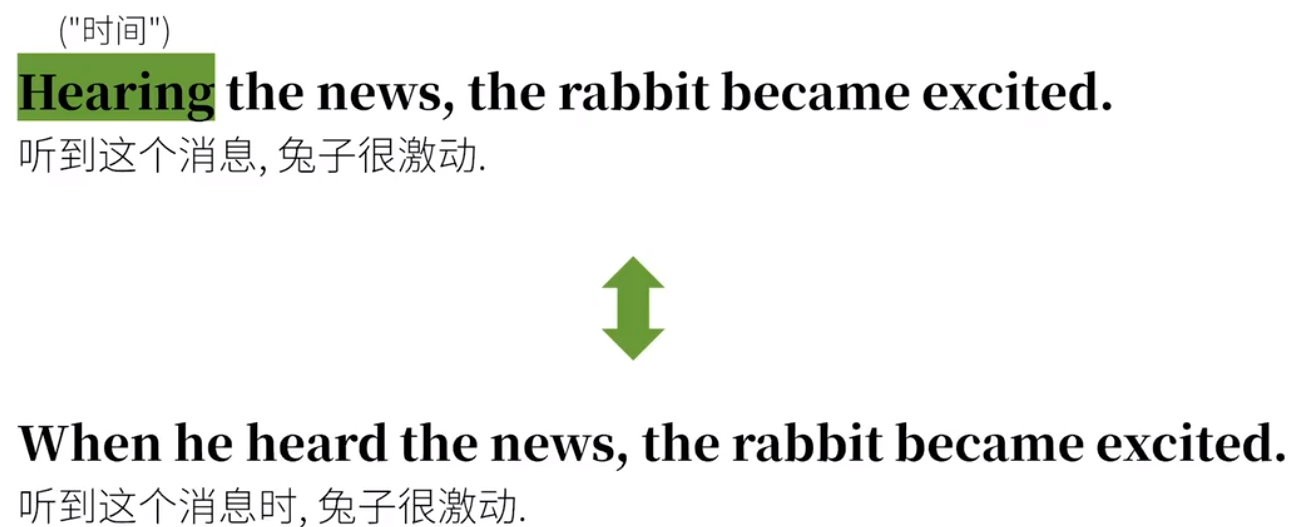 ("时间")
Hearing the news, the rabbit became excited.
听到这个消息, 兔子很激动.
When he heard the news, the rabbit became excited.
听到这个消息时, 兔子很激动.